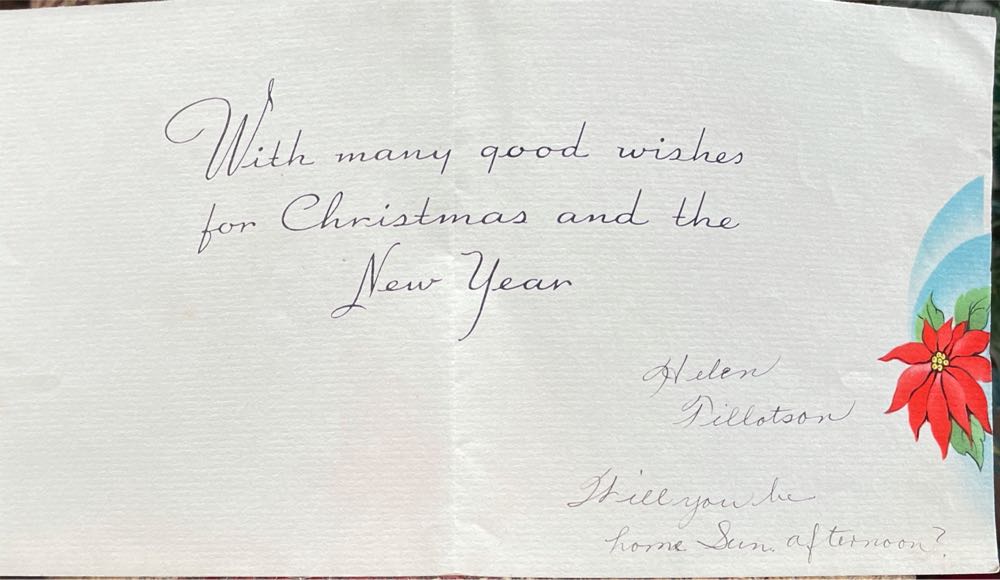 With many good wishes
for Christmas and the
New Year
Helen
Tillotson
Will you be
home Sun. afternoon?